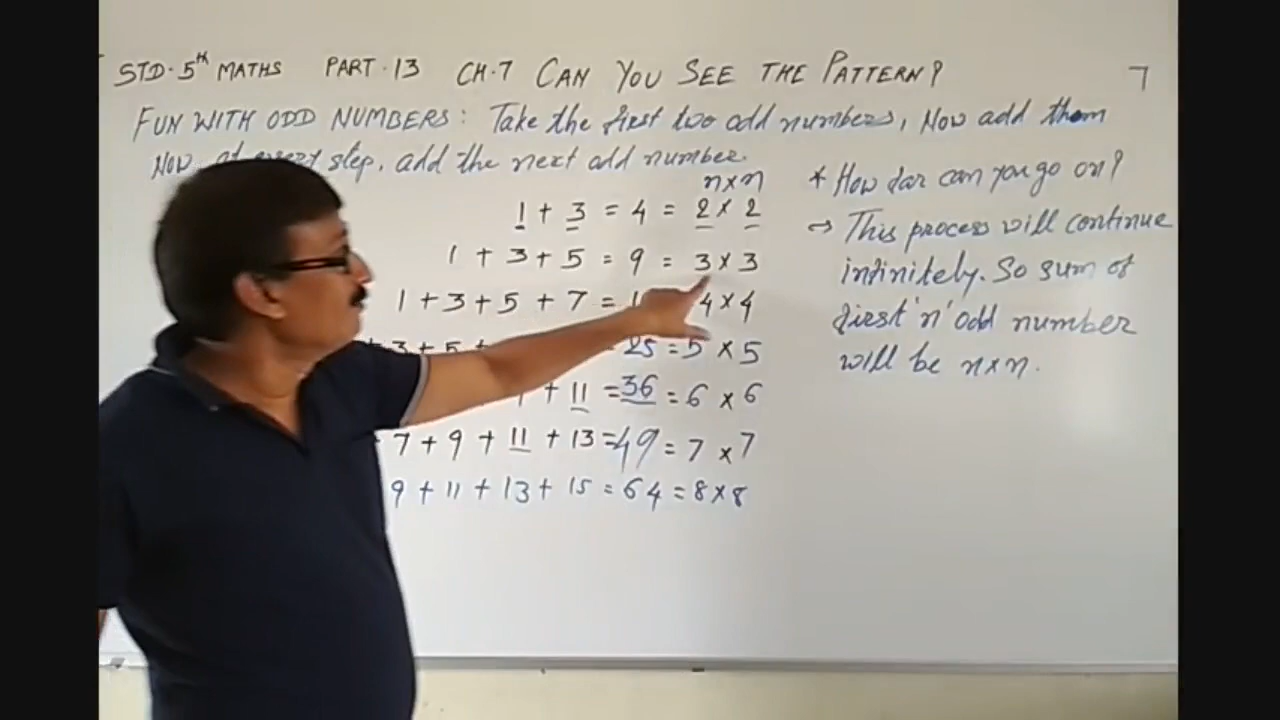 STD. 5th MATHS PART. 13 CH.7 CAN YOU SEE THE PATTERN? 7
FUN WITH ODD NUMBERS: Take the first two odd numbers, Now add them
Now, at every step, add the next odd number.
n×n
1 + 3 = 4 = 2 × 2
1 + 3 + 5 = 9 = 3 × 3
1 + 3 + 5 + 7 = 4 × 4
3 + 5 = 25 = 5 × 5
+ 11 = 36 = 6 × 6
7 + 9 + 11 + 13 = 49 = 7 × 7
9 + 11 + 13 + 15 = 64 = 8 × 8
* How far can you go on?
→ This process will continue
infinitely. So sum of
first 'n' odd number
will be n×n.